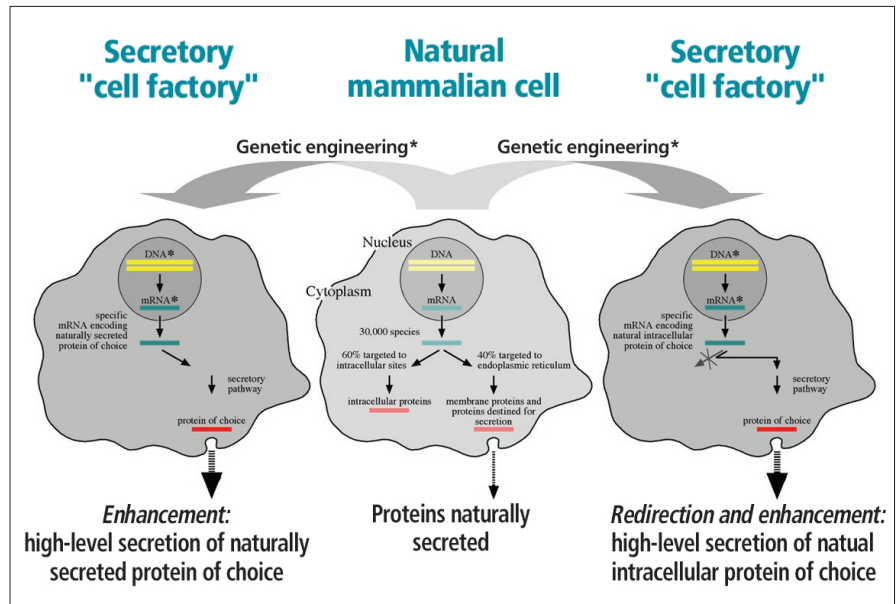 Secretory
"cell factory"
Natural
mammalian cell
Secretory
"cell factory"
Genetic engineering*
Genetic engineering*
DNA*
mRNA*
specific
mRNA encoding
naturally secreted
protein of choice
secretory
pathway
protein of choice
Enhancement:
high-level secretion of naturally
secreted protein of choice
Nucleus
Cytoplasm
DNA
mRNA
30,000 species
60% targeted to
intracellular sites
40% targeted to
endoplasmic reticulum
intracellular proteins
membrane proteins and
proteins destined for
secretion
Proteins naturally
secreted
DNA*
mRNA*
specific
mRNA encoding
natural intracellular
protein of choice
secretory
pathway
protein of choice
Redirection and enhancement:
high-level secretion of natual
intracellular protein of choice